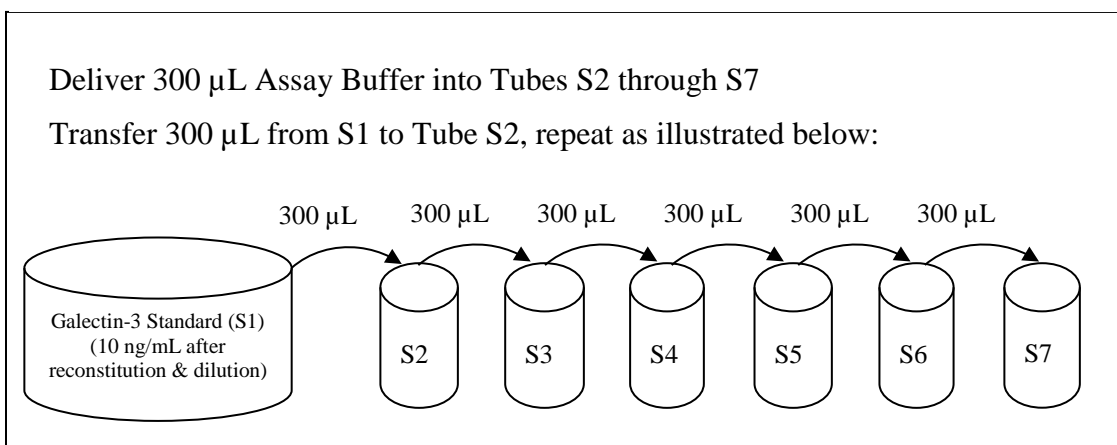 Deliver 300 µL Assay Buffer into Tubes S2 through S7
Transfer 300 µL from S1 to Tube S2, repeat as illustrated below:
300 µL 300 µL 300 µL 300 µL 300 µL 300 µL
Galectin-3 Standard (S1)
(10 ng/mL after
reconstitution & dilution)
S2 S3 S4 S5 S6 S7